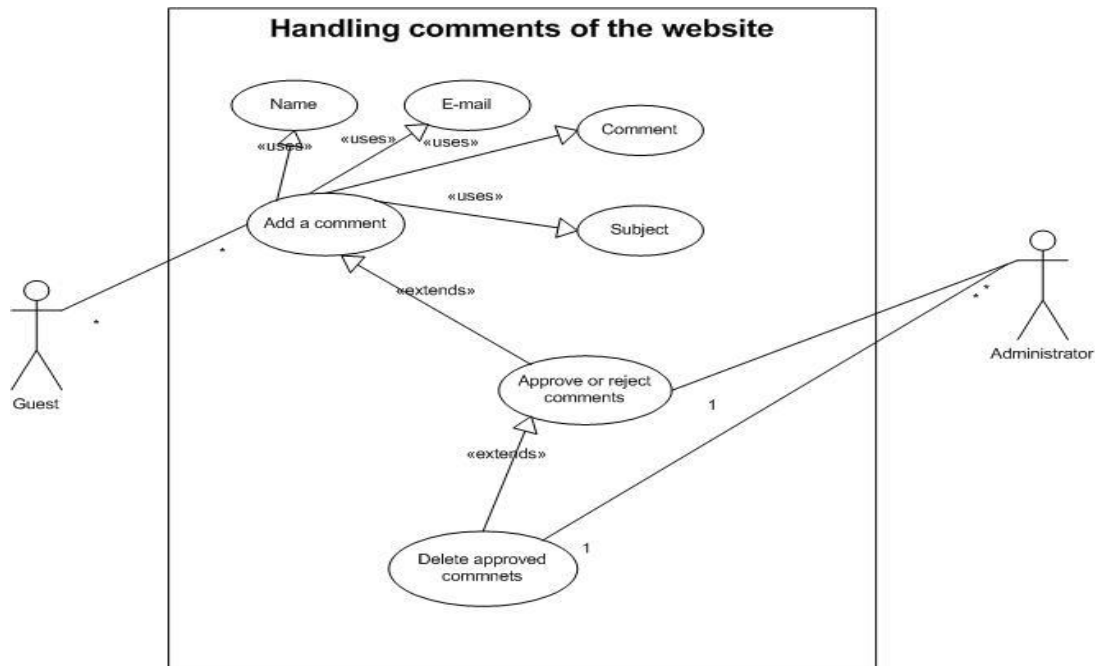 Handling comments of the website
Name
E-mail
Comment
«uses»
«uses»
«uses»
«uses»
Add a comment
Subject
*
«extends»
*
* *
Administrator
Guest
Approve or reject
comments
1
«extends»
1
Delete approved
commnets